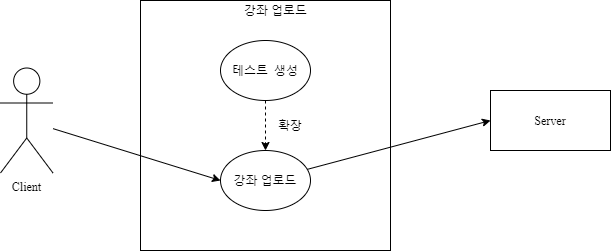 강좌 업로드
테스트 생성
확장
강좌 업로드
Client
Server